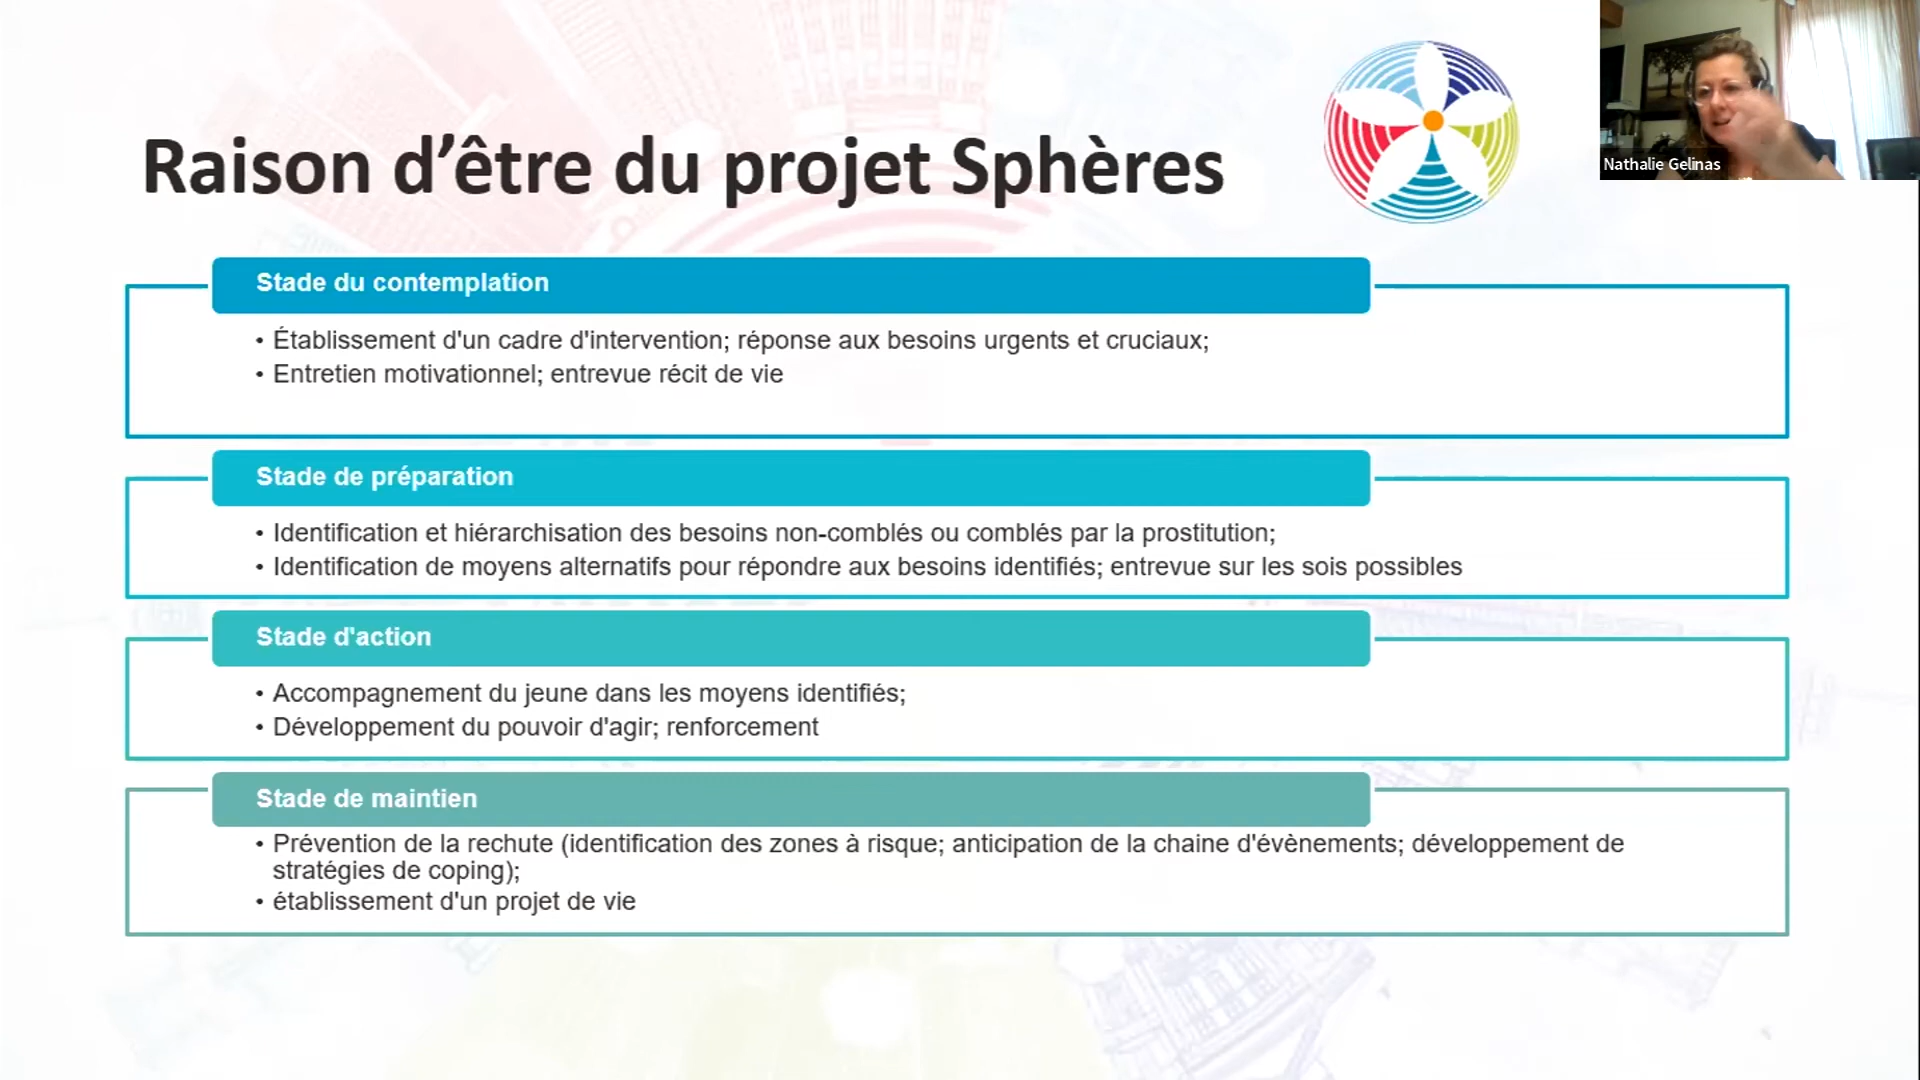 Raison d’être du projet Sphères
Nathalie Gelinas
Stade du contemplation
• Établissement d'un cadre d'intervention; réponse aux besoins urgents et cruciaux;
• Entretien motivationnel; entrevue récit de vie
Stade de préparation
• Identification et hiérarchisation des besoins non-comblés ou comblés par la prostitution;
• Identification de moyens alternatifs pour répondre aux besoins identifiés; entrevue sur les sois possibles
Stade d'action
• Accompagnement du jeune dans les moyens identifiés;
• Développement du pouvoir d'agir; renforcement
Stade de maintien
• Prévention de la rechute (identification des zones à risque; anticipation de la chaine d'évènements; développement de
stratégies de coping);
• établissement d'un projet de vie